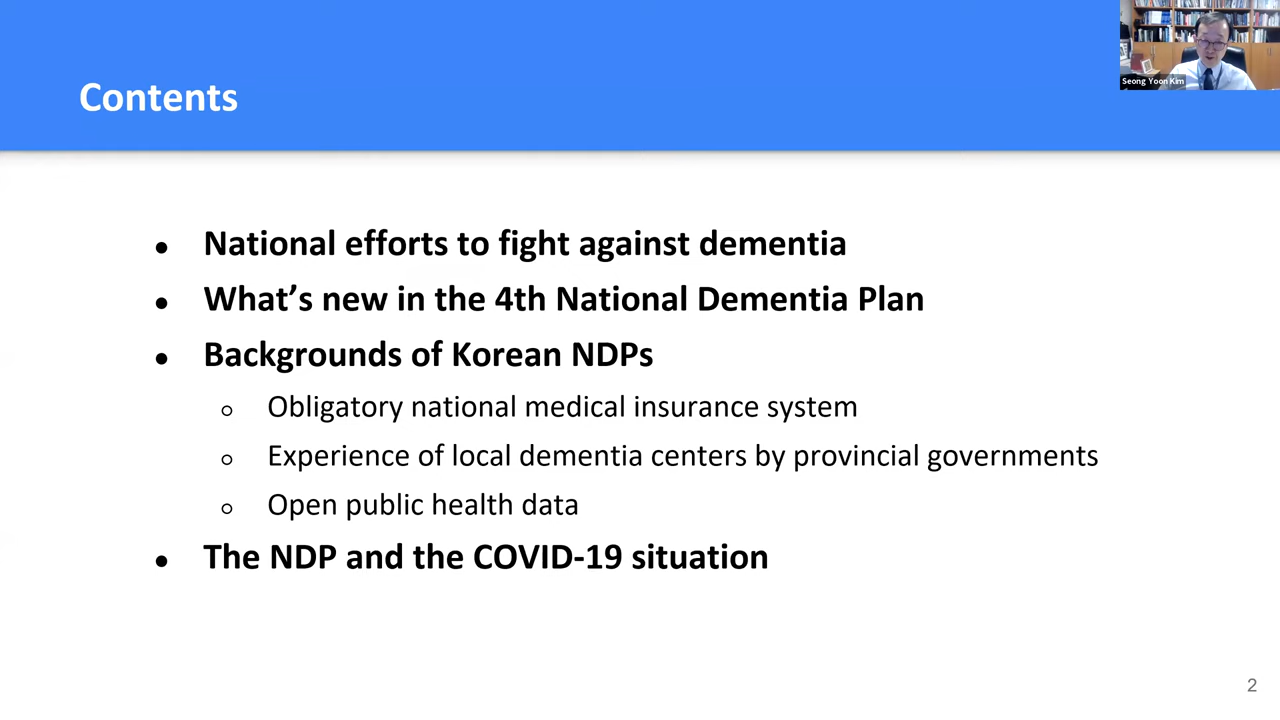 Contents
Seong Yoon Kim
● National efforts to fight against dementia
● What’s new in the 4th National Dementia Plan
● Backgrounds of Korean NDPs
○ Obligatory national medical insurance system
○ Experience of local dementia centers by provincial governments
○ Open public health data
● The NDP and the COVID-19 situation
2